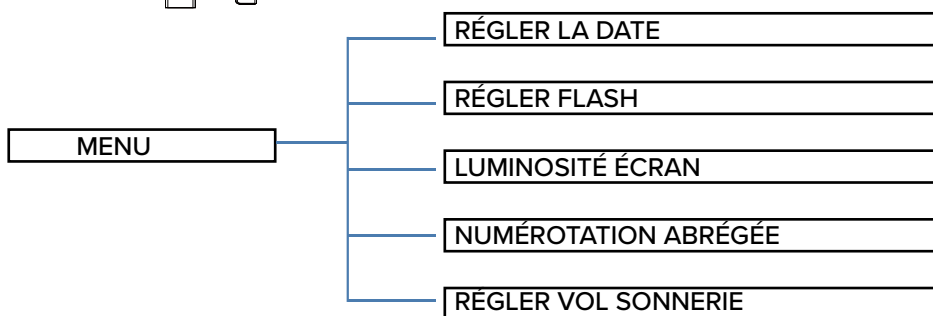 RÉGLER LA DATE
RÉGLER FLASH
MENU
LUMINOSITÉ ÉCRAN
NUMÉROTATION ABRÉGÉE
RÉGLER VOL SONNERIE